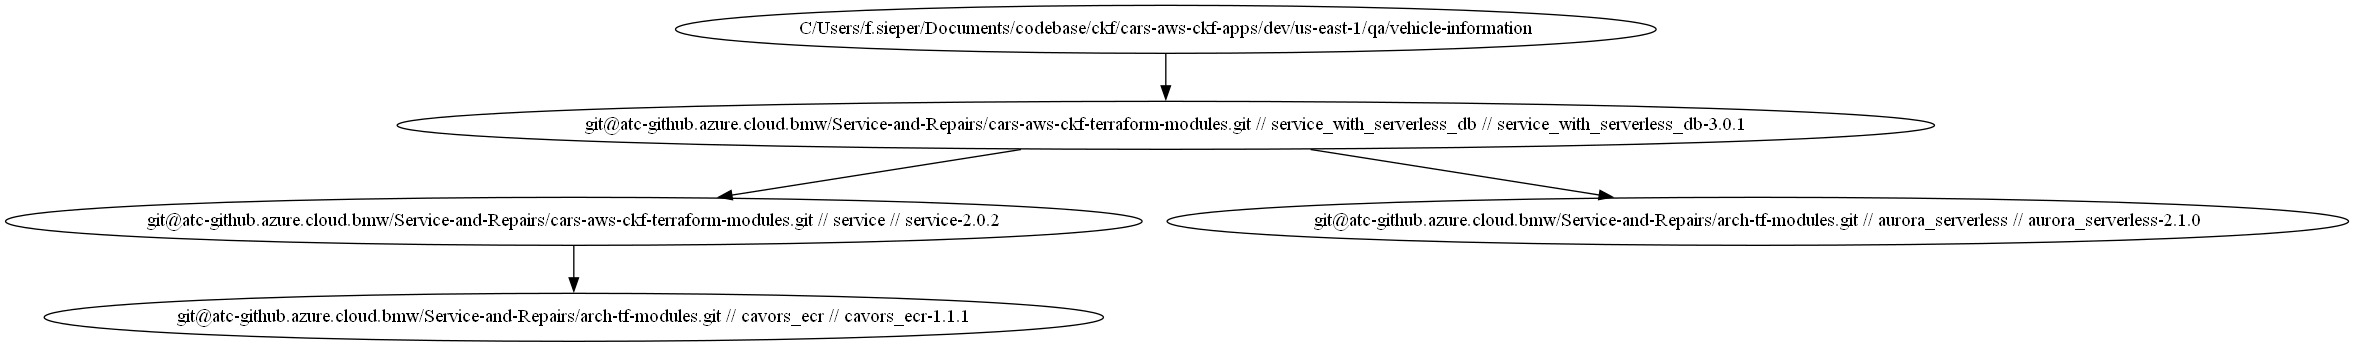 C/Users/f.sieper/Documents/codebase/ckf/cars-aws-ckf-apps/dev/us-east-1/qa/vehicle-information
git@atc-github.azure.cloud.bmw/Service-and-Repairs/cars-aws-ckf-terraform-modules.git // service_with_serverless_db // service_with_serverless_db-3.0.1
git@atc-github.azure.cloud.bmw/Service-and-Repairs/cars-aws-ckf-terraform-modules.git // service // service-2.0.2
git@atc-github.azure.cloud.bmw/Service-and-Repairs/arch-tf-modules.git // aurora_serverless // aurora_serverless-2.1.0
git@atc-github.azure.cloud.bmw/Service-and-Repairs/arch-tf-modules.git // cavors_ecr // cavors_ecr-1.1.1